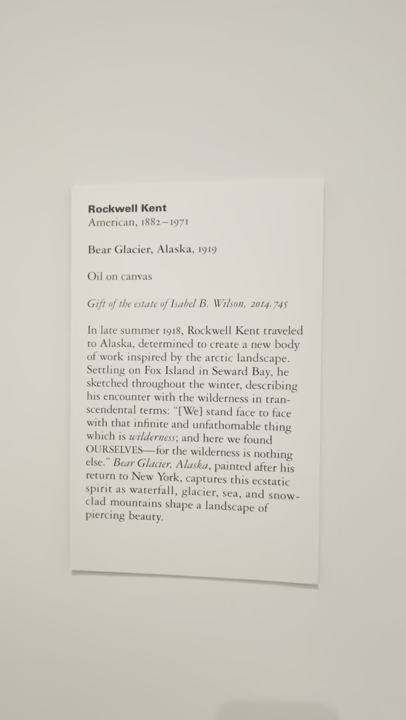 Rockwell Kent
American, 1882–1971
Bear Glacier, Alaska, 1919
Oil on canvas
Gift of the estate of Isabel B. Wilson, 2014.745
In late summer 1918, Rockwell Kent traveled
to Alaska, determined to create a new body
of work inspired by the arctic landscape.
Settling on Fox Island in Seward Bay, he
sketched throughout the winter, describing
his encounter with the wilderness in tran-
scendental terms: "[We] stand face to face
with that infinite and unfathomable thing
which is wilderness; and here we found
OURSELVES—for the wilderness is nothing
else." Bear Glacier, Alaska, painted after his
return to New York, captures this ecstatic
spirit as waterfall, glacier, sea, and snow-
clad mountains shape a landscape of
piercing beauty.